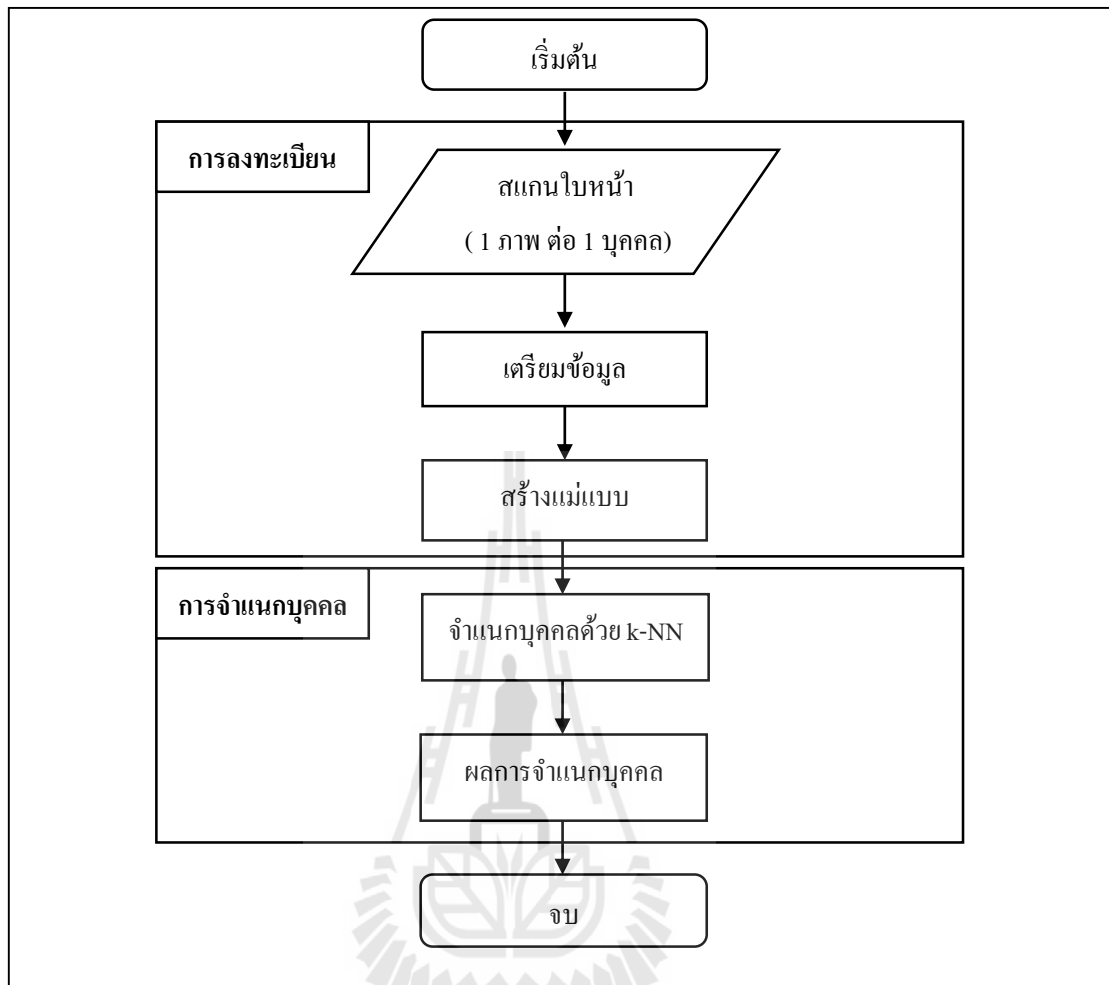 เริ่มต้น
การลงทะเบียน
สแกนใบหน้า
( 1 ภาพ ต่อ 1 บุคคล)
เตรียมข้อมูล
สร้างแม่แบบ
การจำแนกบุคคล
จำแนกบุคคลด้วย k-NN
ผลการจำแนกบุคคล
จบ